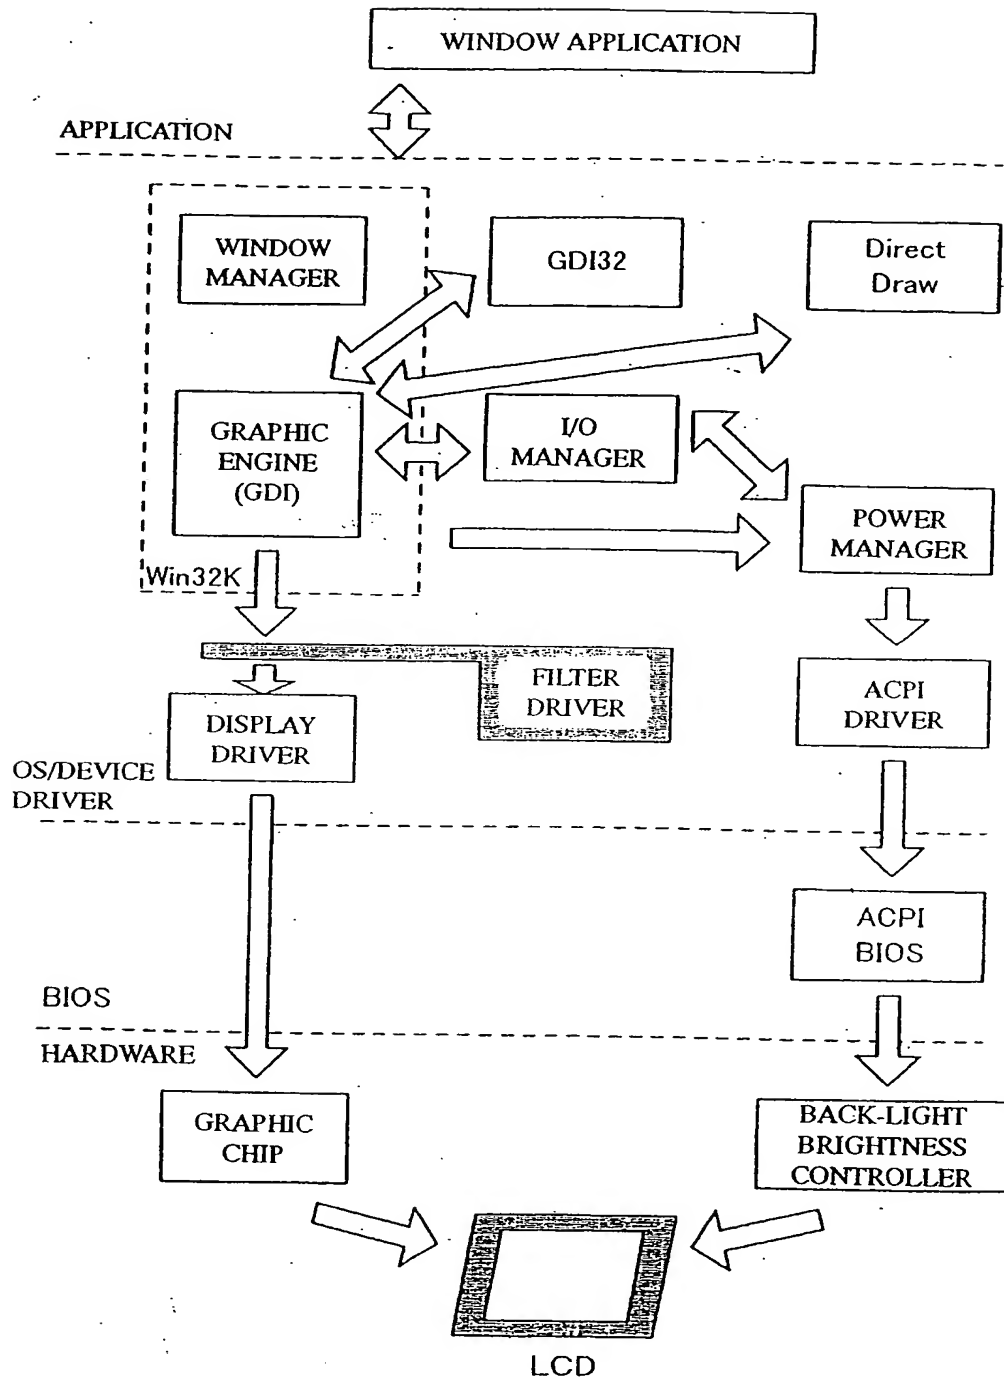 WINDOW APPLICATION
APPLICATION
WINDOW
MANAGER
GDI32
Direct
Draw
GRAPHIC
ENGINE
(GDI)
I/O
MANAGER
POWER
MANAGER
Win32K
FILTER
DRIVER
DISPLAY
DRIVER
ACPI
DRIVER
OS/DEVICE
DRIVER
ACPI
BIOS
BIOS
HARDWARE
GRAPHIC
CHIP
BACK-LIGHT
BRIGHTNESS
CONTROLLER
LCD